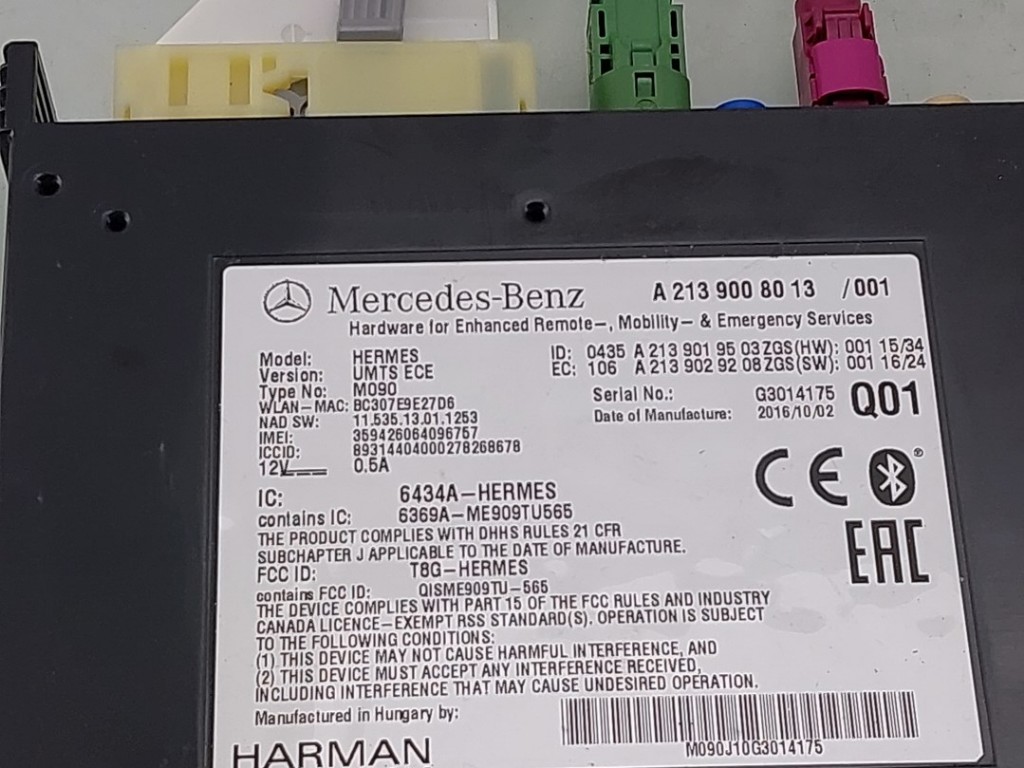 Mercedes-Benz A 213 900 80 13 /001
Hardware for Enhanced Remote-, Mobility- & Emergency Services
Model: HERMES ID: 0435 A 213 901 95 03 ZGS(HW): 001 15/34
Version: UMTS ECE EC: 106 A 213 902 92 08 ZGS(SW): 001 16/24
Type No: M090 Serial No.: G3014175 Q01
WLAN-MAC: BC307E9E27D6 Date of Manufacture: 2016/10/02
NAD SW: 11.535.13.01.1253
IMEI: 359426064096757
ICCID: 89314404000278268678
12V 0.5A
CE
IC: 6434A-HERMES
contains IC: 6369A-ME909TU565
EAC
THE PRODUCT COMPLIES WITH DHHS RULES 21 CFR
SUBCHAPTER J APPLICABLE TO THE DATE OF MANUFACTURE.
FCC ID: T8G-HERMES
contains FCC ID: QISME909TU-565
THE DEVICE COMPLIES WITH PART 15 OF THE FCC RULES AND INDUSTRY
CANADA LICENCE-EXEMPT RSS STANDARD(S). OPERATION IS SUBJECT
TO THE FOLLOWING CONDITIONS:
(1) THIS DEVICE MAY NOT CAUSE HARMFUL INTERFERENCE, AND
(2) THIS DEVICE MUST ACCEPT ANY INTERFERENCE RECEIVED,
INCLUDING INTERFERENCE THAT MAY CAUSE UNDESIRED OPERATION.
Manufactured in Hungary by:
HARMAN M090J10G3014175